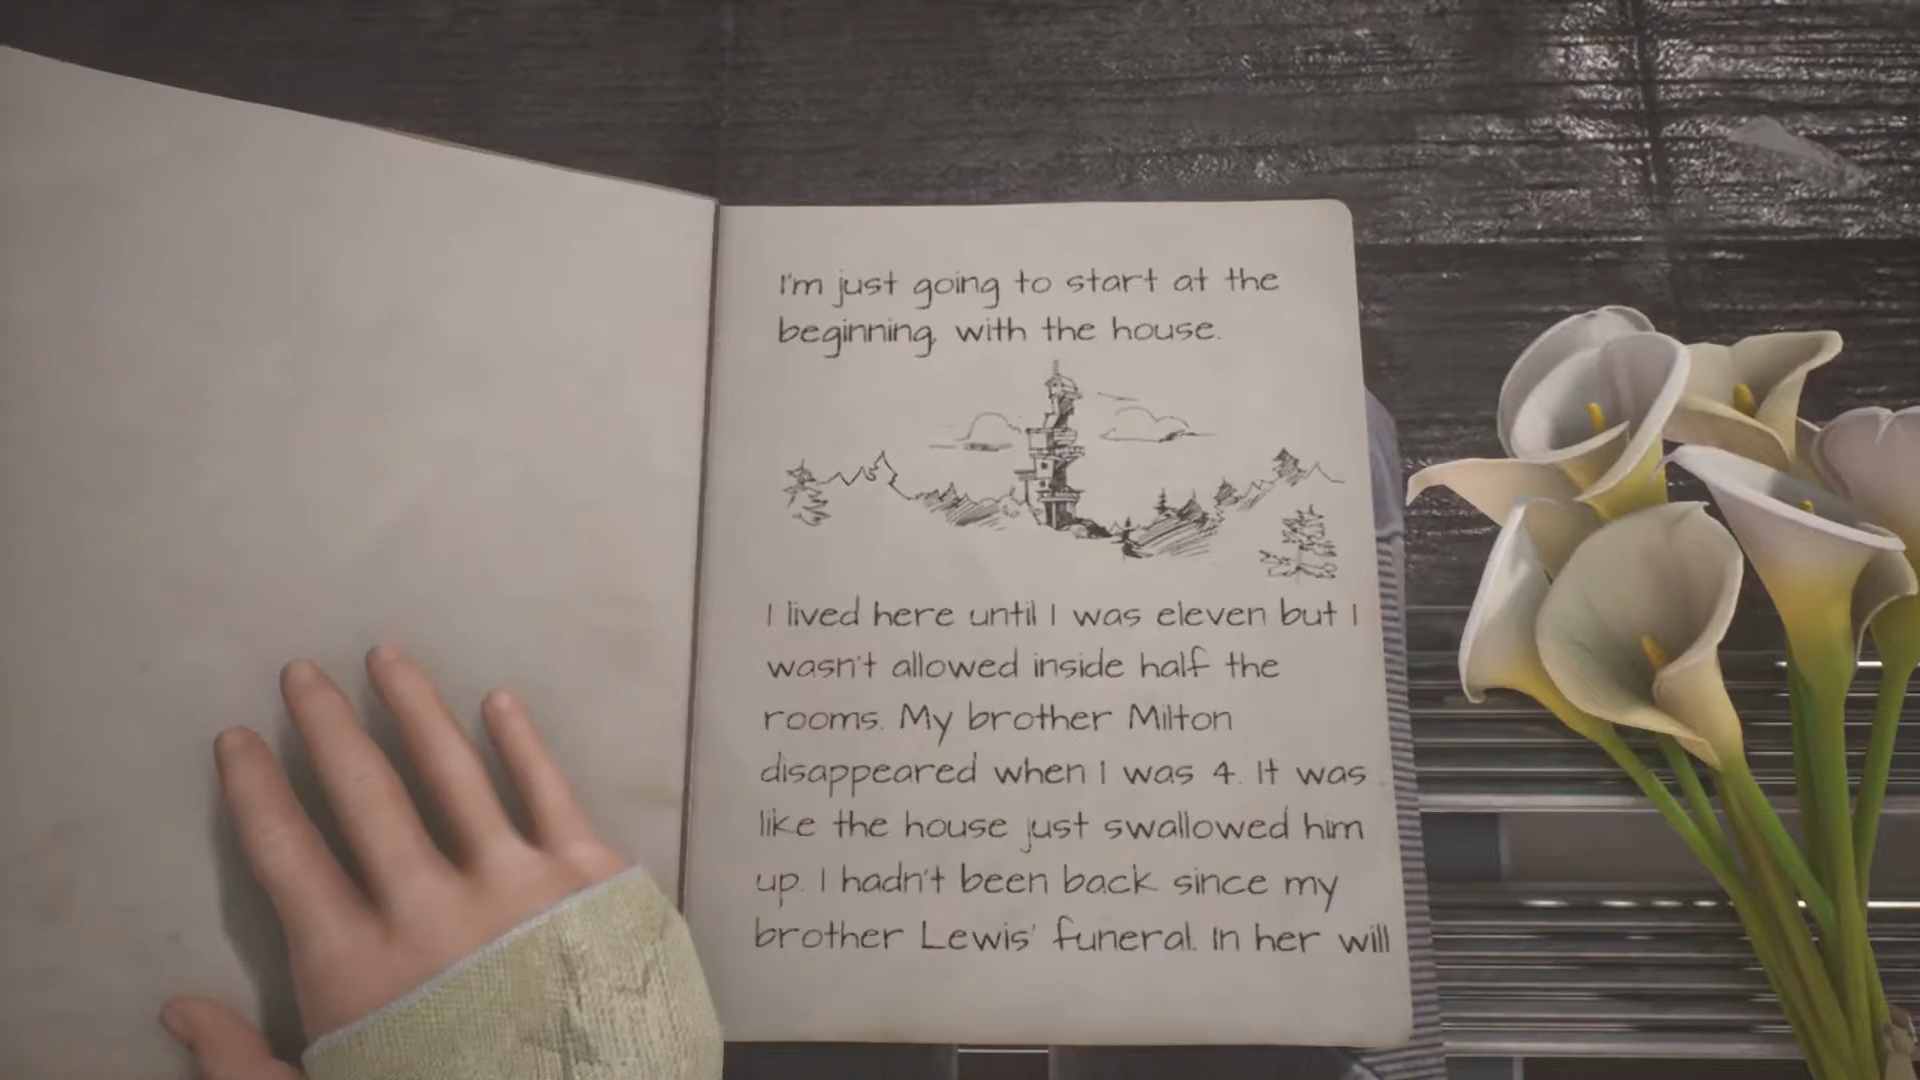 I'm just going to start at the
beginning, with the house.
I lived here until I was eleven but I
wasn't allowed inside half the
rooms. My brother Milton
disappeared when I was 4. It was
like the house just swallowed him
up. I hadn't been back since my
brother Lewis' funeral. In her will